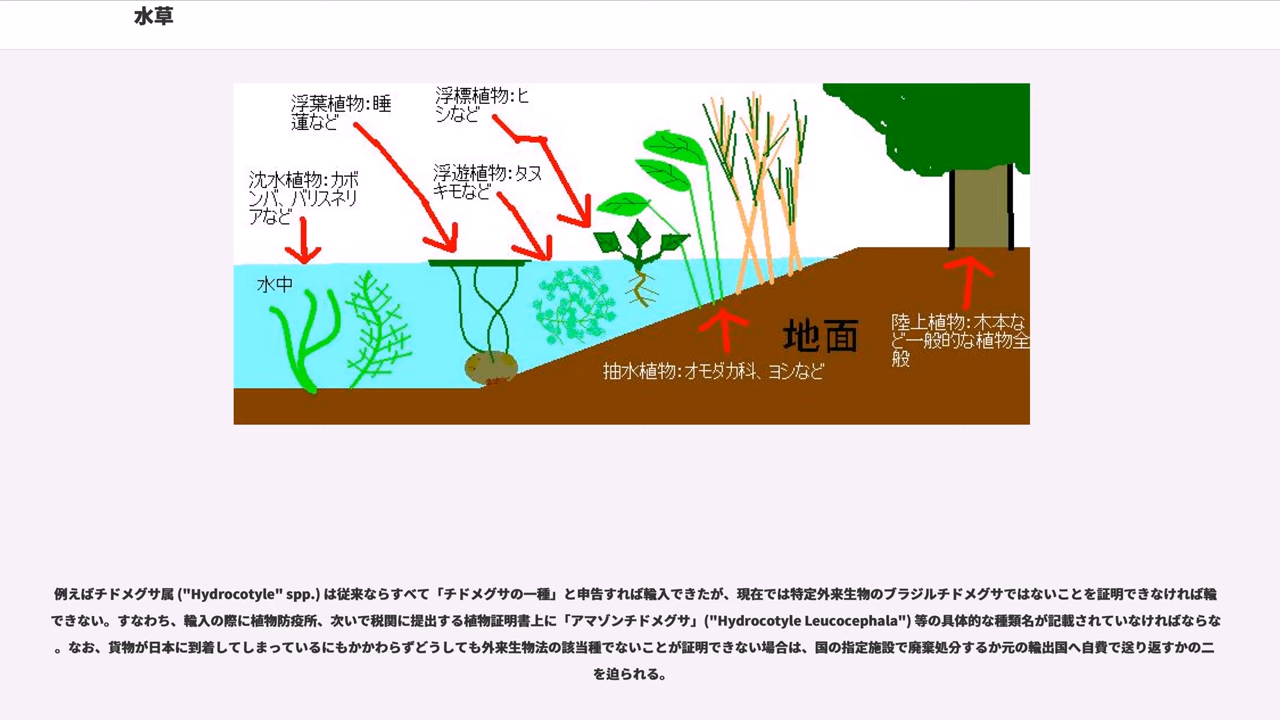 水草
浮葉植物:睡
蓮など
浮標植物:ヒ
シなど
沈水植物:カボ
ンバ、バリスネリ
アなど
浮遊植物:タヌ
キモなど
水中
地面
抽水植物:オモダカ科、ヨシなど
陸上植物:木本な
ど一般的な植物全
般
例えばチドメグサ属 ("Hydrocotyle" spp.) は従来ならすべて「チドメグサの一種」と申告すれば輸入できたが、現在では特定外来生物のブラジルチドメグサではないことを証明できなければ輸
できない。すなわち、輸入の際に植物防疫所、次いで税関に提出する植物証明書上に「アマゾンチドメグサ」("Hydrocotyle Leucocephala") 等の具体的な種類名が記載されていなければならな
。なお、貨物が日本に到着してしまっているにもかかわらずどうしても外来生物法の該当種でないことが証明できない場合は、国の指定施設で廃棄処分するか元の輸出国へ自費で送り返すかの二
を迫られる。